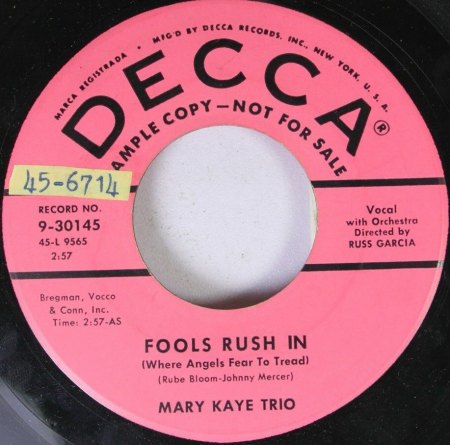 MARCA REGISTRADA • MFG'D BY DECCA RECORDS, INC., NEW YORK, U.S.A.
DECCA®
SAMPLE COPY—NOT FOR SALE
45-6714
RECORD NO.
9-30145
45-L 9565
2:57
Vocal
with Orchestra
Directed by
RUSS GARCIA
Bregman, Vocco
& Conn, Inc.
Time: 2:57-AS
FOOLS RUSH IN
(Where Angels Fear To Tread)
(Rube Bloom-Johnny Mercer)
MARY KAYE TRIO